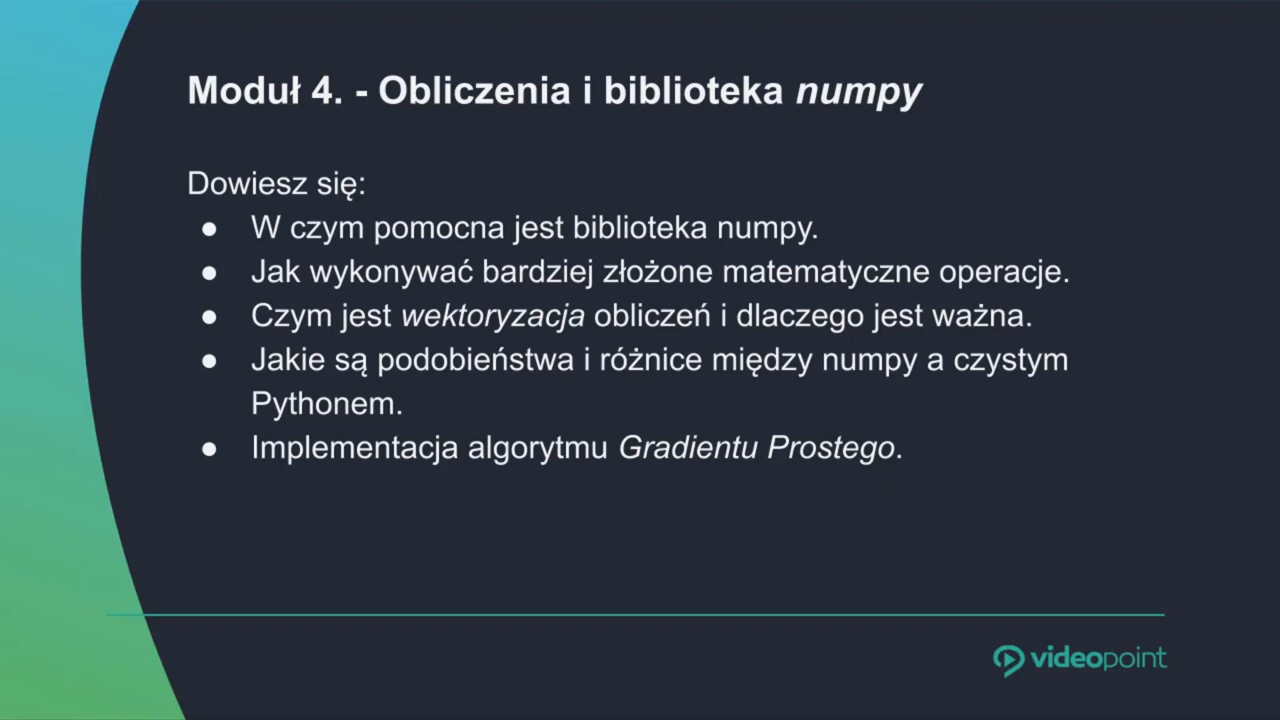 Moduł 4. - Obliczenia i biblioteka numpy
Dowiesz się:
● W czym pomocna jest biblioteka numpy.
● Jak wykonywać bardziej złożone matematyczne operacje.
● Czym jest wektoryzacja obliczeń i dlaczego jest ważna.
● Jakie są podobieństwa i różnice między numpy a czystym
Pythonem.
● Implementacja algorytmu Gradientu Prostego.
videopoint